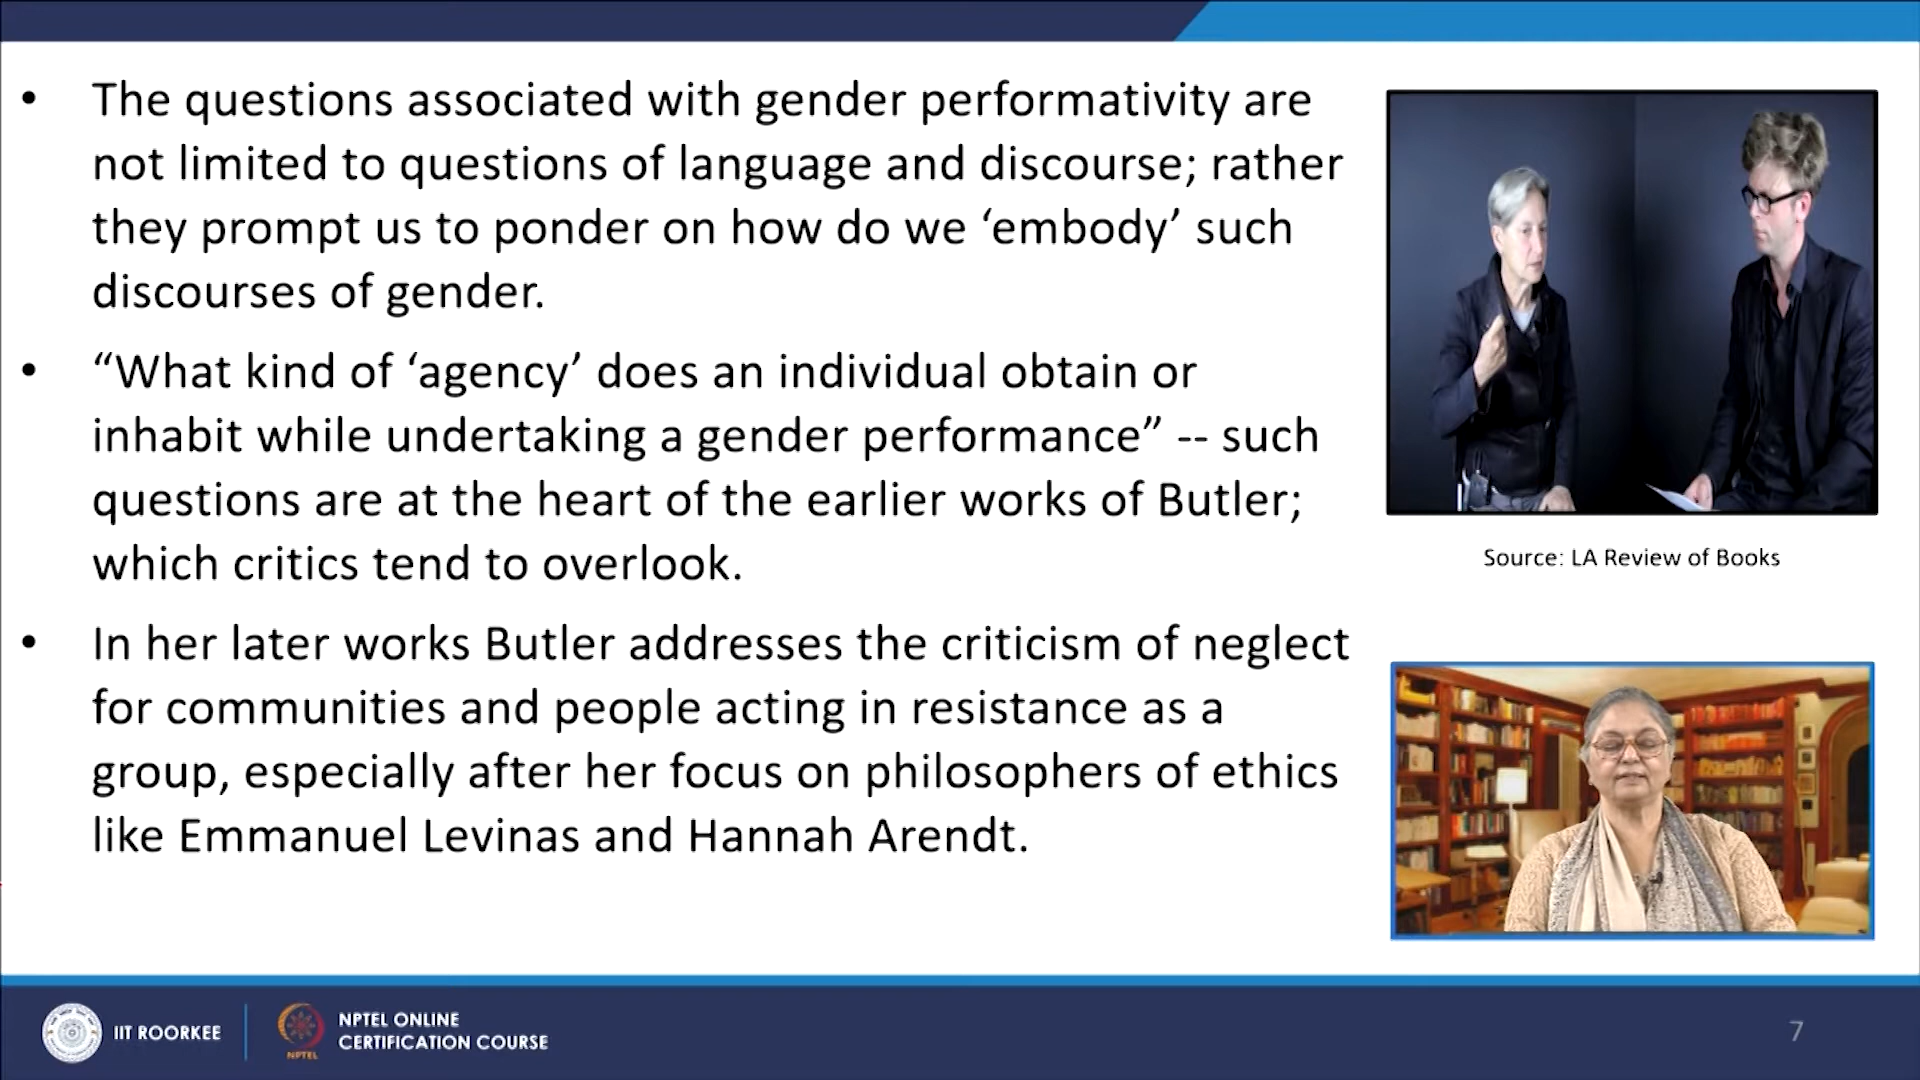 • The questions associated with gender performativity are
not limited to questions of language and discourse; rather
they prompt us to ponder on how do we ‘embody’ such
discourses of gender.
• “What kind of ‘agency’ does an individual obtain or
inhabit while undertaking a gender performance” -- such
questions are at the heart of the earlier works of Butler;
which critics tend to overlook.
• In her later works Butler addresses the criticism of neglect
for communities and people acting in resistance as a
group, especially after her focus on philosophers of ethics
like Emmanuel Levinas and Hannah Arendt.
Source: LA Review of Books
IIT ROORKEE
NPTEL
NPTEL ONLINE
CERTIFICATION COURSE
7